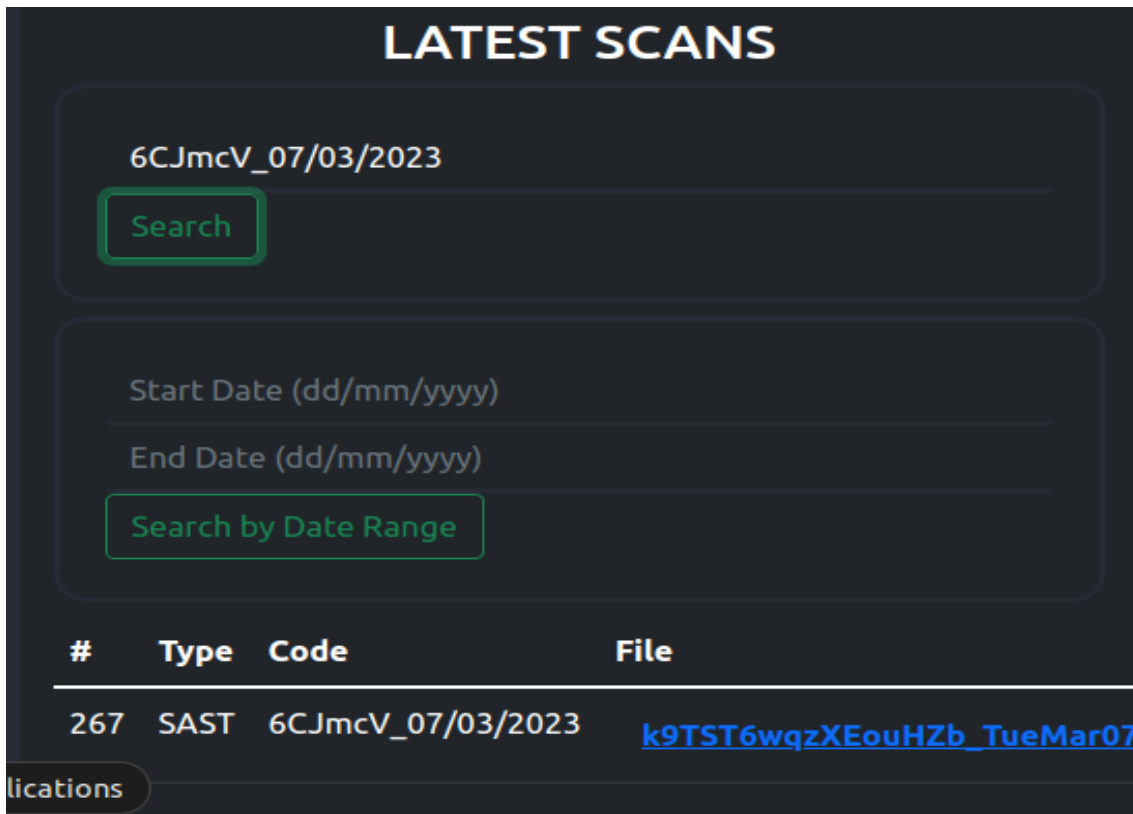 LATEST SCANS
6CJmcV_07/03/2023
Search
Start Date (dd/mm/yyyy)
End Date (dd/mm/yyyy)
Search by Date Range
# Type Code File
267 SAST 6CJmcV_07/03/2023 k9TST6wqzXEouHZb_TueMar07
lications